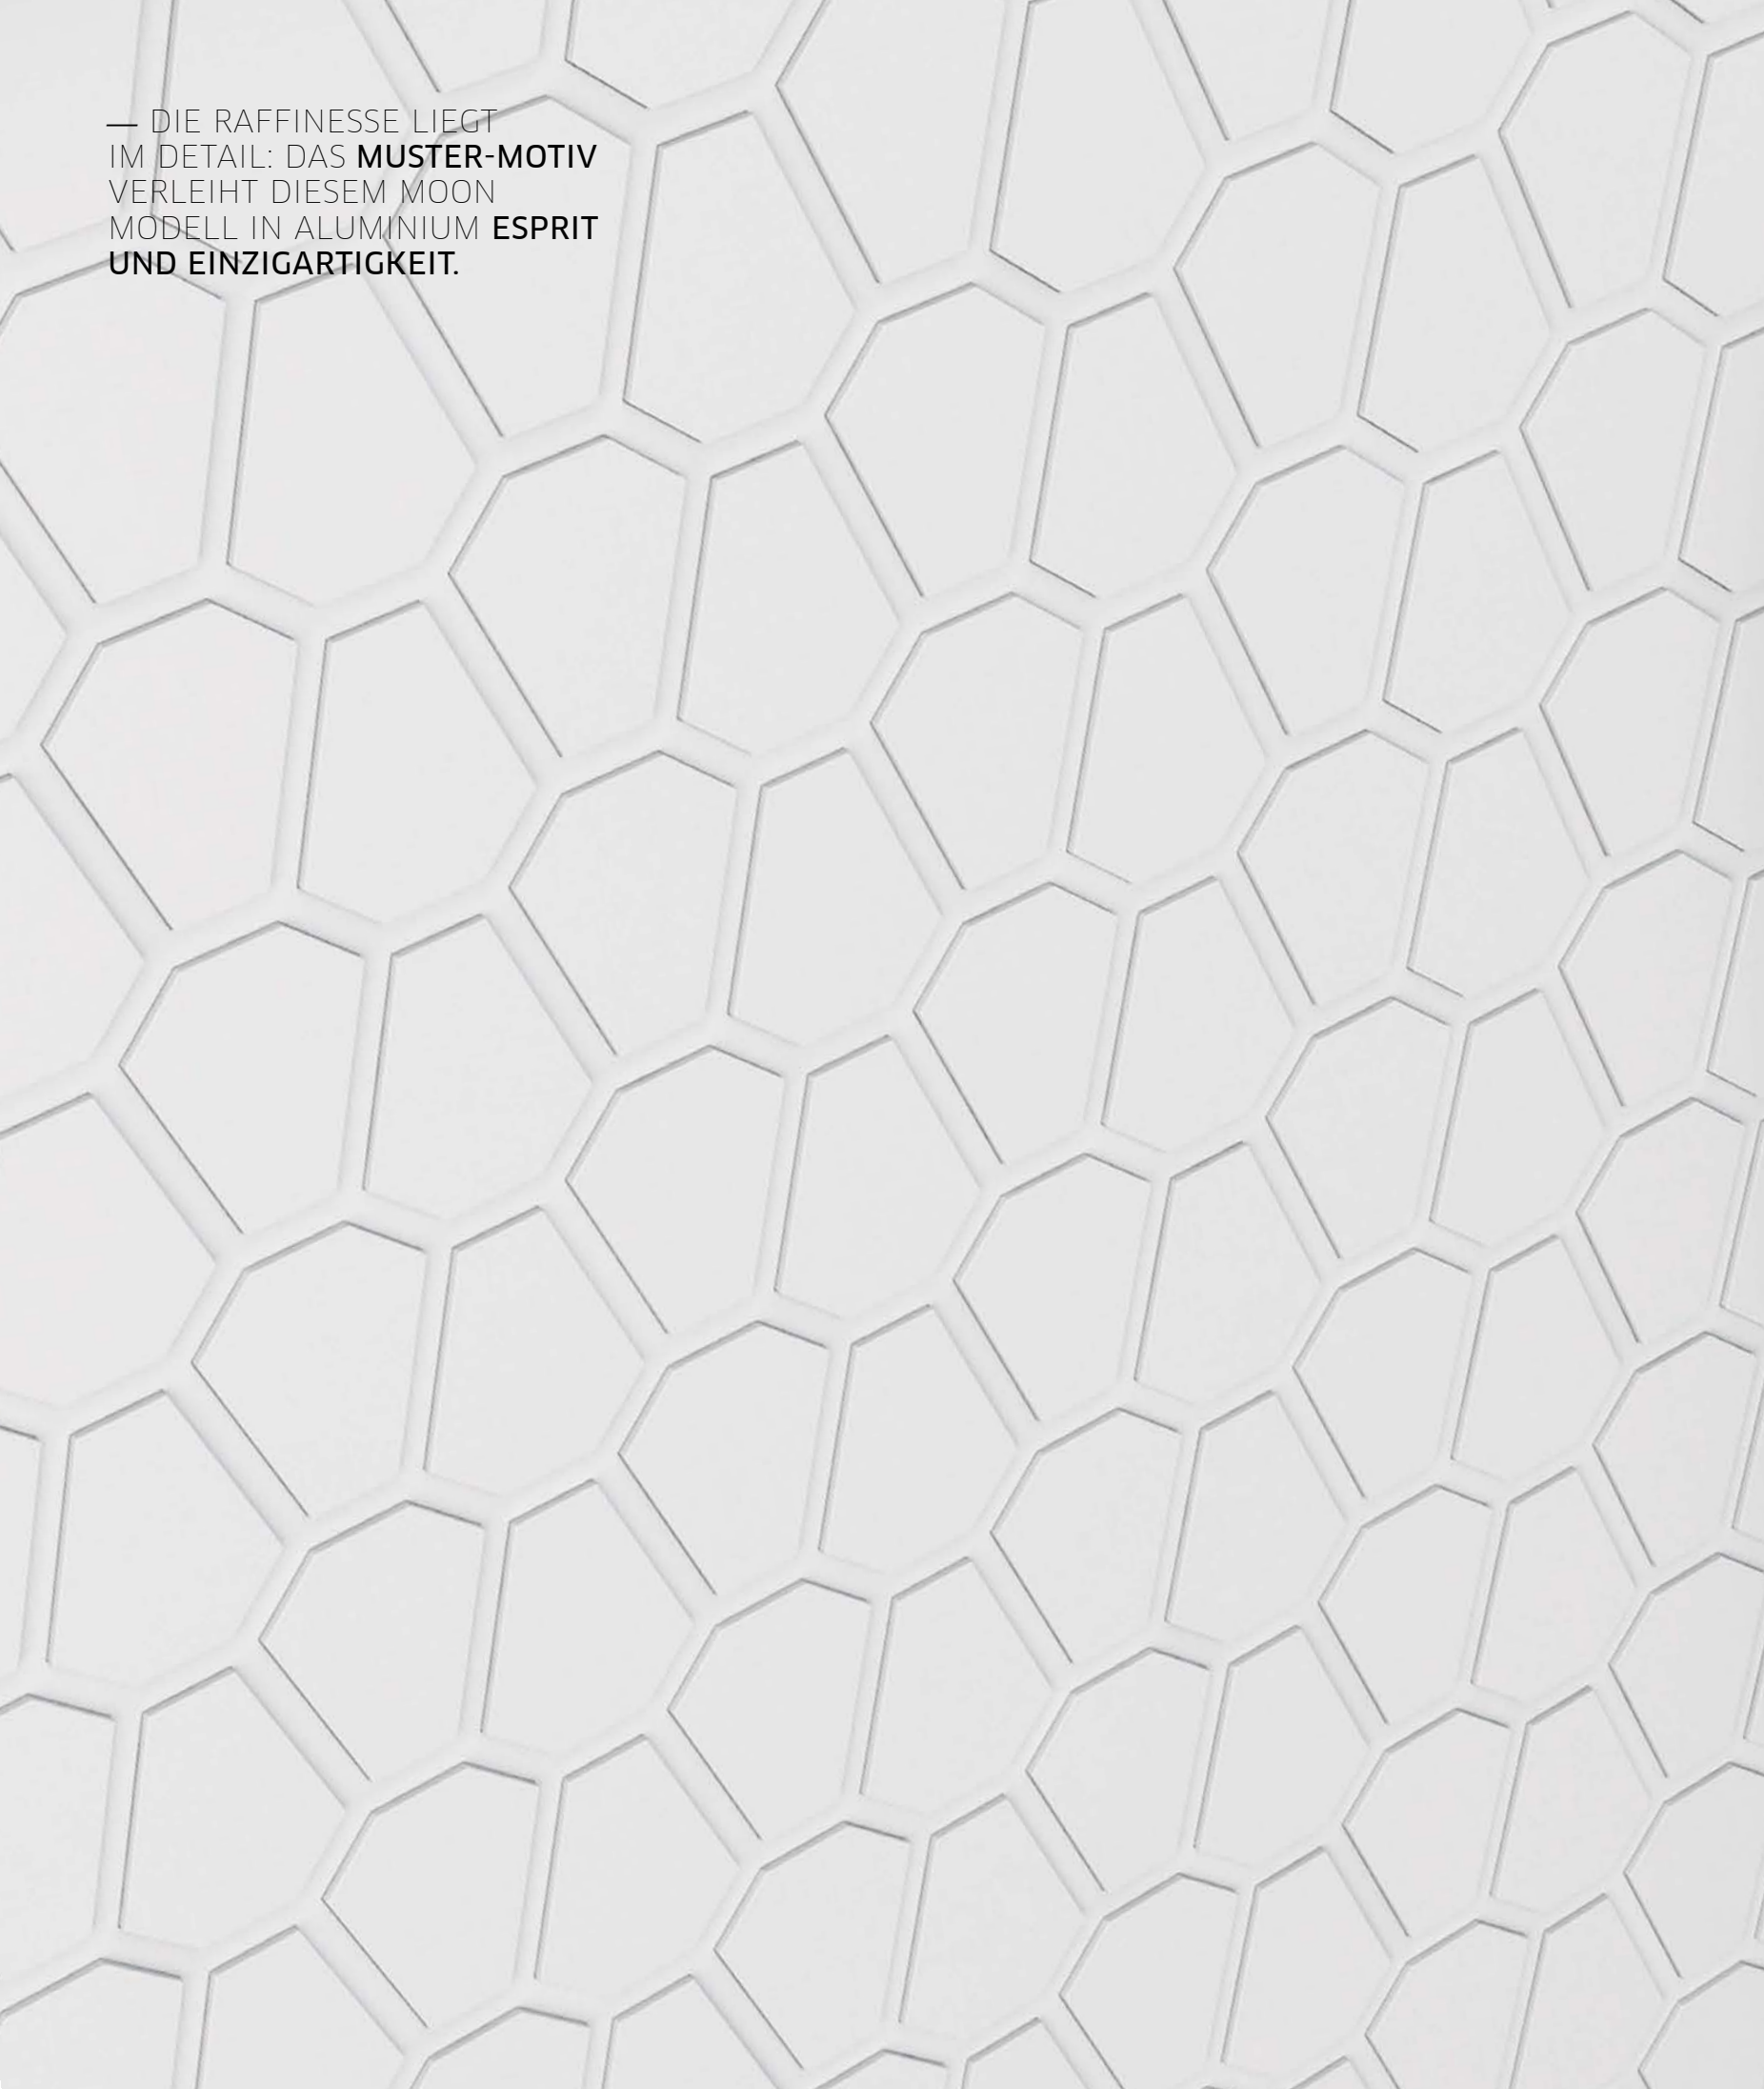 — DIE RAFFINESSE LIEGT
IM DETAIL: DAS MUSTER-MOTIV
VERLEIHT DIESEM MOON
MODELL IN ALUMINIUM ESPRIT
UND EINZIGARTIGKEIT.